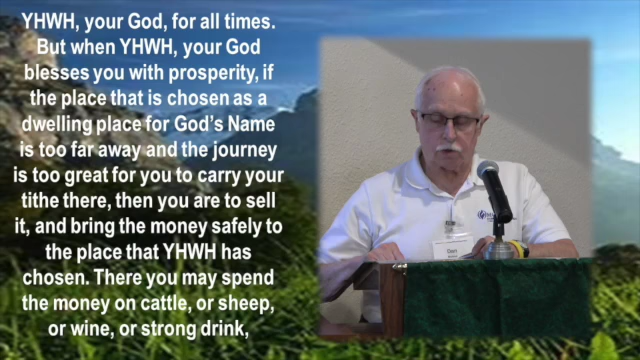 YHWH, your God, for all times.
But when YHWH, your God
blesses you with prosperity, if
the place that is chosen as a
dwelling place for God's Name
is too far away and the journey
is too great for you to carry your
tithe there, then you are to sell
it, and bring the money safely to
the place that YHWH has
chosen. There you may spend
the money on cattle, or sheep,
or wine, or strong drink,